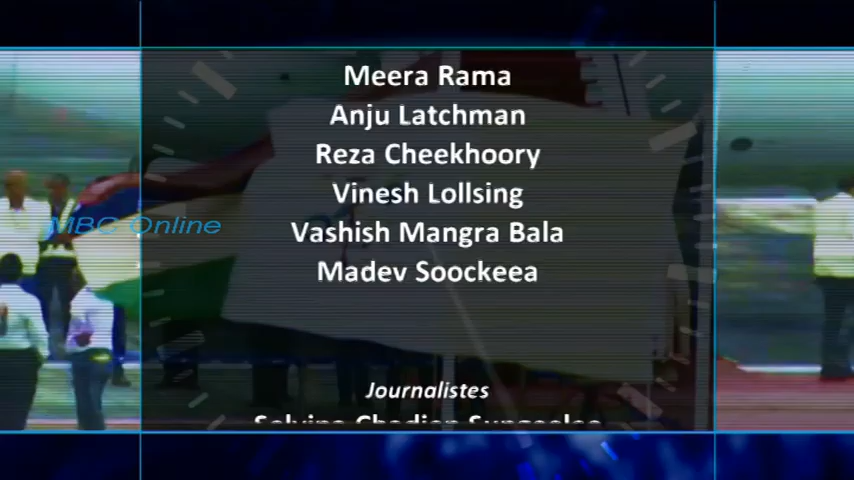 Meera Rama
Anju Latchman
Reza Cheekhoory
Vinesh Lollsing
MBC Online
Vashish Mangra Bala
Madev Soockeea
Journalistes